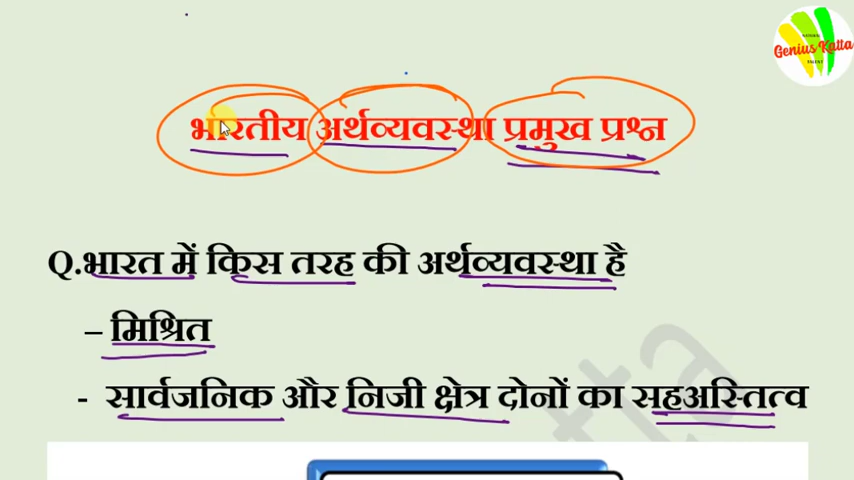 Genius Katta
भारतीय अर्थव्यवस्था प्रमुख प्रश्न
Q.भारत में किस तरह की अर्थव्यवस्था है
– मिश्रित
- सार्वजनिक और निजी क्षेत्र दोनों का सहअस्तित्व